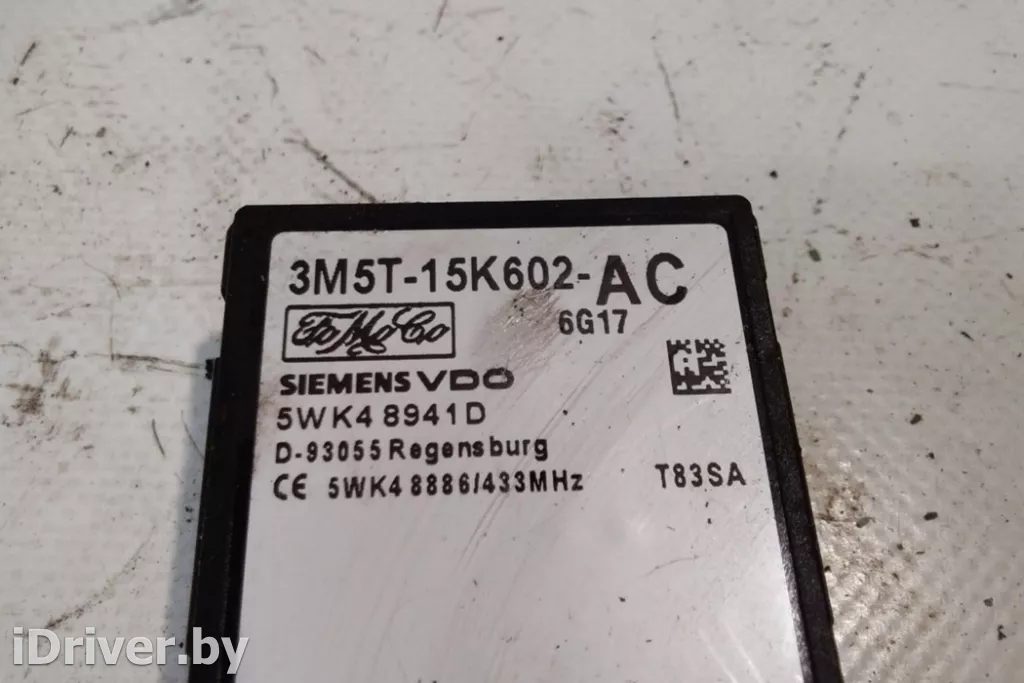 3M5T-15K602-AC
6G17
FoMoCo
SIEMENS VDO
5WK4 8941D
D-93055 Regensburg
CE 5WK4 8886/433MHz T83SA
iDriver.by